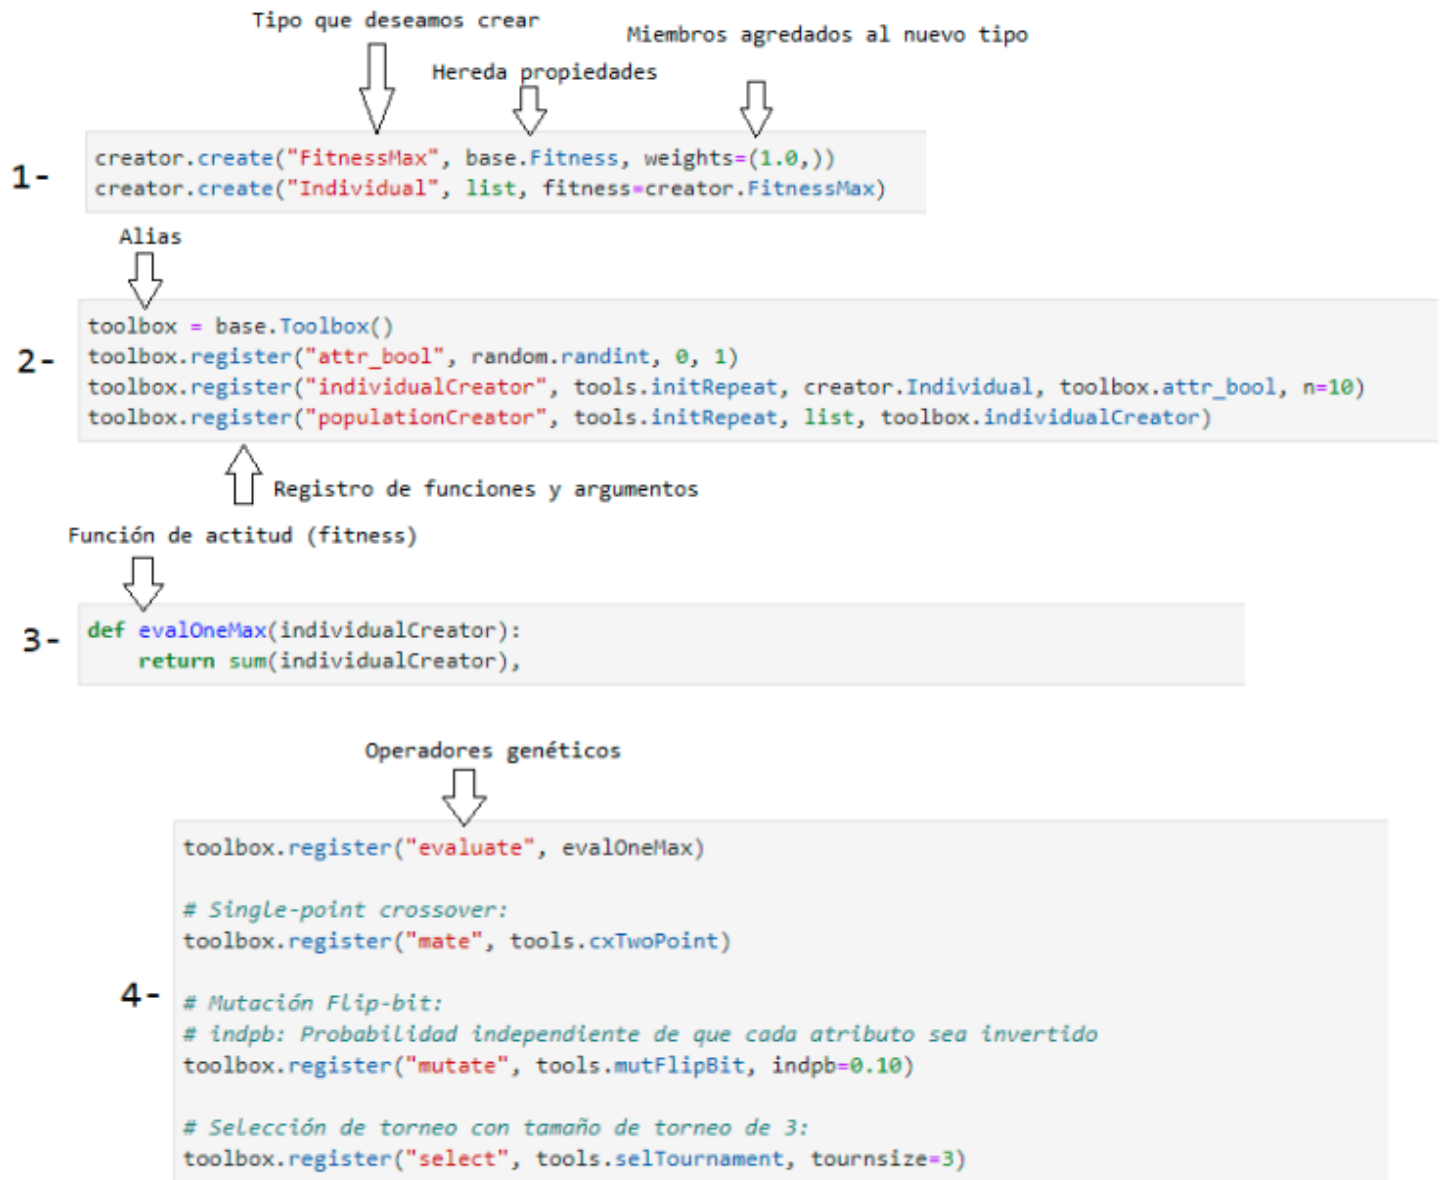 Tipo que deseamos crear
Miembros agredados al nuevo tipo
Hereda propiedades
1-
creator.create("FitnessMax", base.Fitness, weights=(1.0,))
creator.create("Individual", list, fitness=creator.FitnessMax)
Alias
2-
toolbox = base.Toolbox()
toolbox.register("attr_bool", random.randint, 0, 1)
toolbox.register("individualCreator", tools.initRepeat, creator.Individual, toolbox.attr_bool, n=10)
toolbox.register("populationCreator", tools.initRepeat, list, toolbox.individualCreator)
Registro de funciones y argumentos
Función de actitud (fitness)
3-
def evalOneMax(individualCreator):
    return sum(individualCreator),
Operadores genéticos
4-
toolbox.register("evaluate", evalOneMax)
# Single-point crossover:
toolbox.register("mate", tools.cxTwoPoint)
# Mutación Flip-bit:
# indpb: Probabilidad independiente de que cada atributo sea invertido
toolbox.register("mutate", tools.mutFlipBit, indpb=0.10)
# Selección de torneo con tamaño de torneo de 3:
toolbox.register("select", tools.selTournament, tournsize=3)